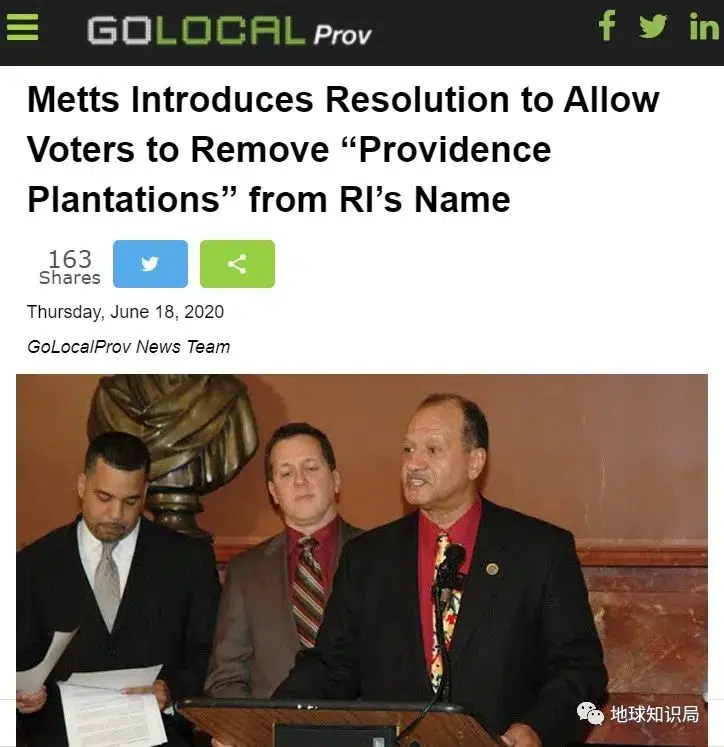 GOLOCAL Prov
Metts Introduces Resolution to Allow
Voters to Remove “Providence
Plantations” from RI’s Name
163
Shares
Thursday, June 18, 2020
GoLocalProv News Team
地球知识局